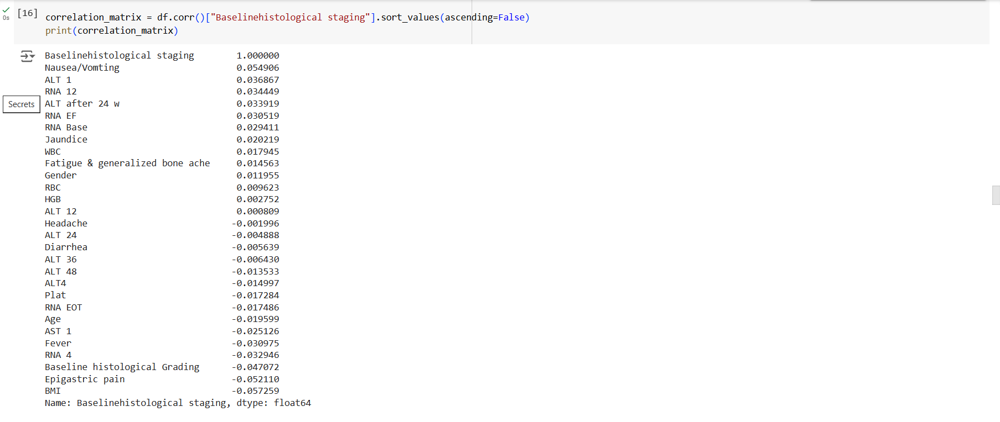 [16] correlation_matrix = df.corr()["Baselinehistological staging"].sort_values(ascending=False)
0s print(correlation_matrix)
Baselinehistological staging 1.000000
Nausea/Vomting 0.054906
ALT 1 0.036867
RNA 12 0.034449
Secrets
ALT after 24 w 0.033919
RNA EF 0.030519
RNA Base 0.029411
Jaundice 0.020219
WBC 0.017945
Fatigue & generalized bone ache 0.014563
Gender 0.011955
RBC 0.009623
HGB 0.002752
ALT 12 0.000809
Headache -0.001996
ALT 24 -0.004888
Diarrhea -0.005639
ALT 36 -0.006430
ALT 48 -0.013533
ALT4 -0.014997
Plat -0.017284
RNA EOT -0.017486
Age -0.019599
AST 1 -0.025126
Fever -0.030975
RNA 4 -0.032946
Baseline histological Grading -0.047072
Epigastric pain -0.052110
BMI -0.057259
Name: Baselinehistological staging, dtype: float64